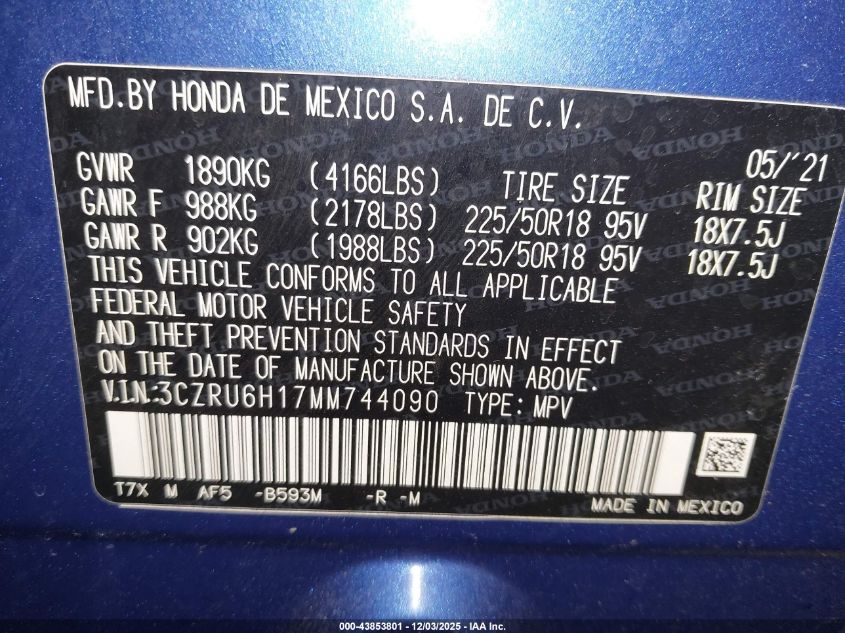 MFD.BY HONDA DE MEXICO S.A. DE C.V.
05/'21
GVWR 1890KG (4166LBS) TIRE SIZE RIM SIZE
GAWR F 988KG (2178LBS) 225/50R18 95V 18X7.5J
GAWR R 902KG (1988LBS) 225/50R18 95V 18X7.5J
THIS VEHICLE CONFORMS TO ALL APPLICABLE
FEDERAL MOTOR VEHICLE SAFETY
AND THEFT PREVENTION STANDARDS IN EFFECT
ON THE DATE OF MANUFACTURE SHOWN ABOVE.
V.I.N:3CZRU6H17MM744090 TYPE: MPV
T7X M AF5 -B593M -R -M
MADE IN MEXICO
000-43853801 - 12/03/2025 - IAA Inc.